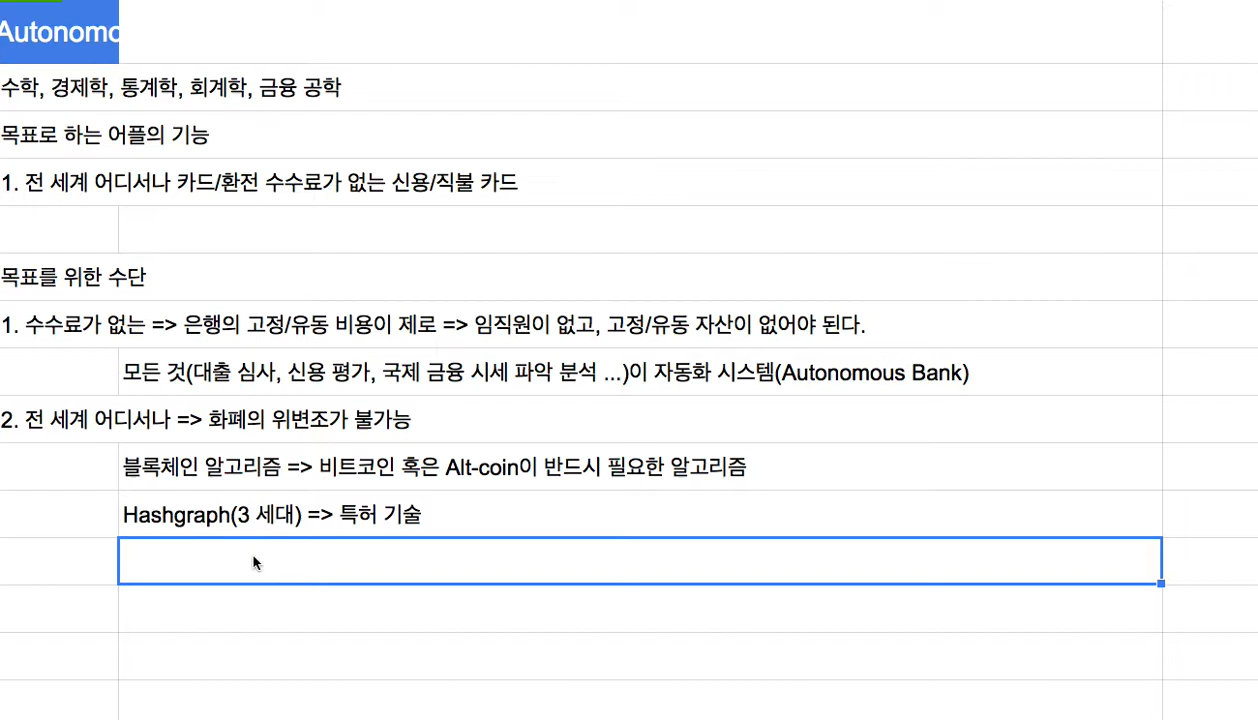 Autonomo
수학, 경제학, 통계학, 회계학, 금융 공학
목표로 하는 어플의 기능
1. 전 세계 어디서나 카드/환전 수수료가 없는 신용/직불 카드
목표를 위한 수단
1. 수수료가 없는 => 은행의 고정/유동 비용이 제로 => 임직원이 없고, 고정/유동 자산이 없어야 된다.
모든 것(대출 심사, 신용 평가, 국제 금융 시세 파악 분석 ...)이 자동화 시스템(Autonomous Bank)
2. 전 세계 어디서나 => 화폐의 위변조가 불가능
블록체인 알고리즘 => 비트코인 혹은 Alt-coin이 반드시 필요한 알고리즘
Hashgraph(3 세대) => 특허 기술